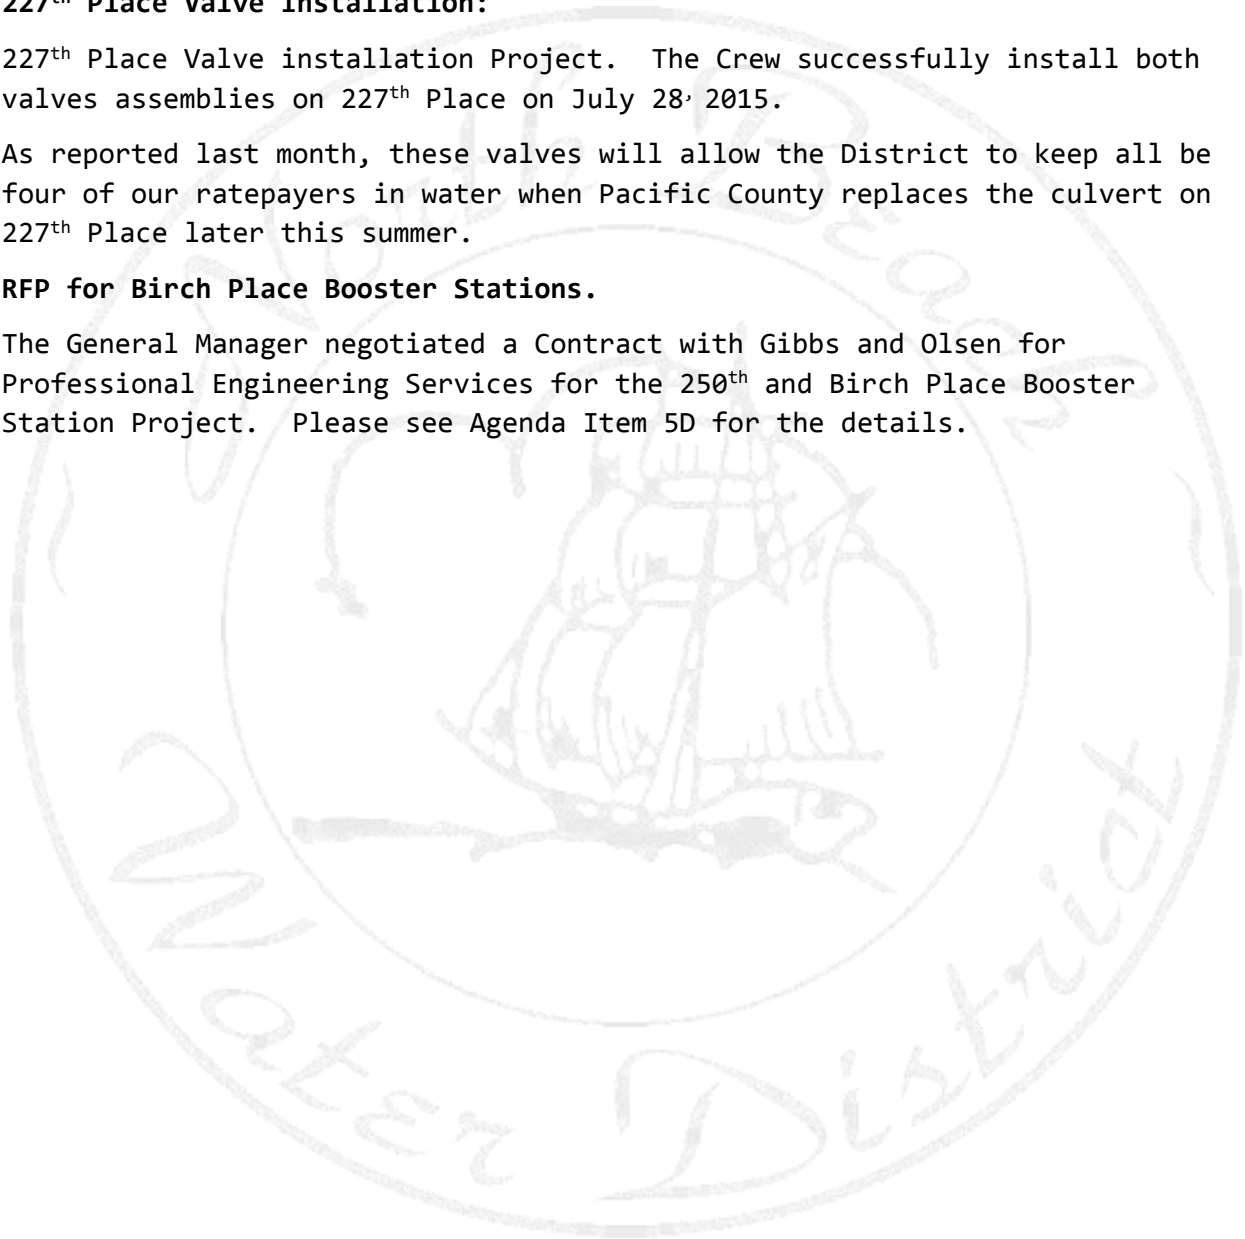 227th Place Valve Installation:
227th Place Valve installation Project.  The Crew successfully install both
valves assemblies on 227th Place on July 28, 2015.
As reported last month, these valves will allow the District to keep all be
four of our ratepayers in water when Pacific County replaces the culvert on
227th Place later this summer.
RFP for Birch Place Booster Stations.
The General Manager negotiated a Contract with Gibbs and Olsen for
Professional Engineering Services for the 250th and Birch Place Booster
Station Project.  Please see Agenda Item 5D for the details.
North Beach
Water District